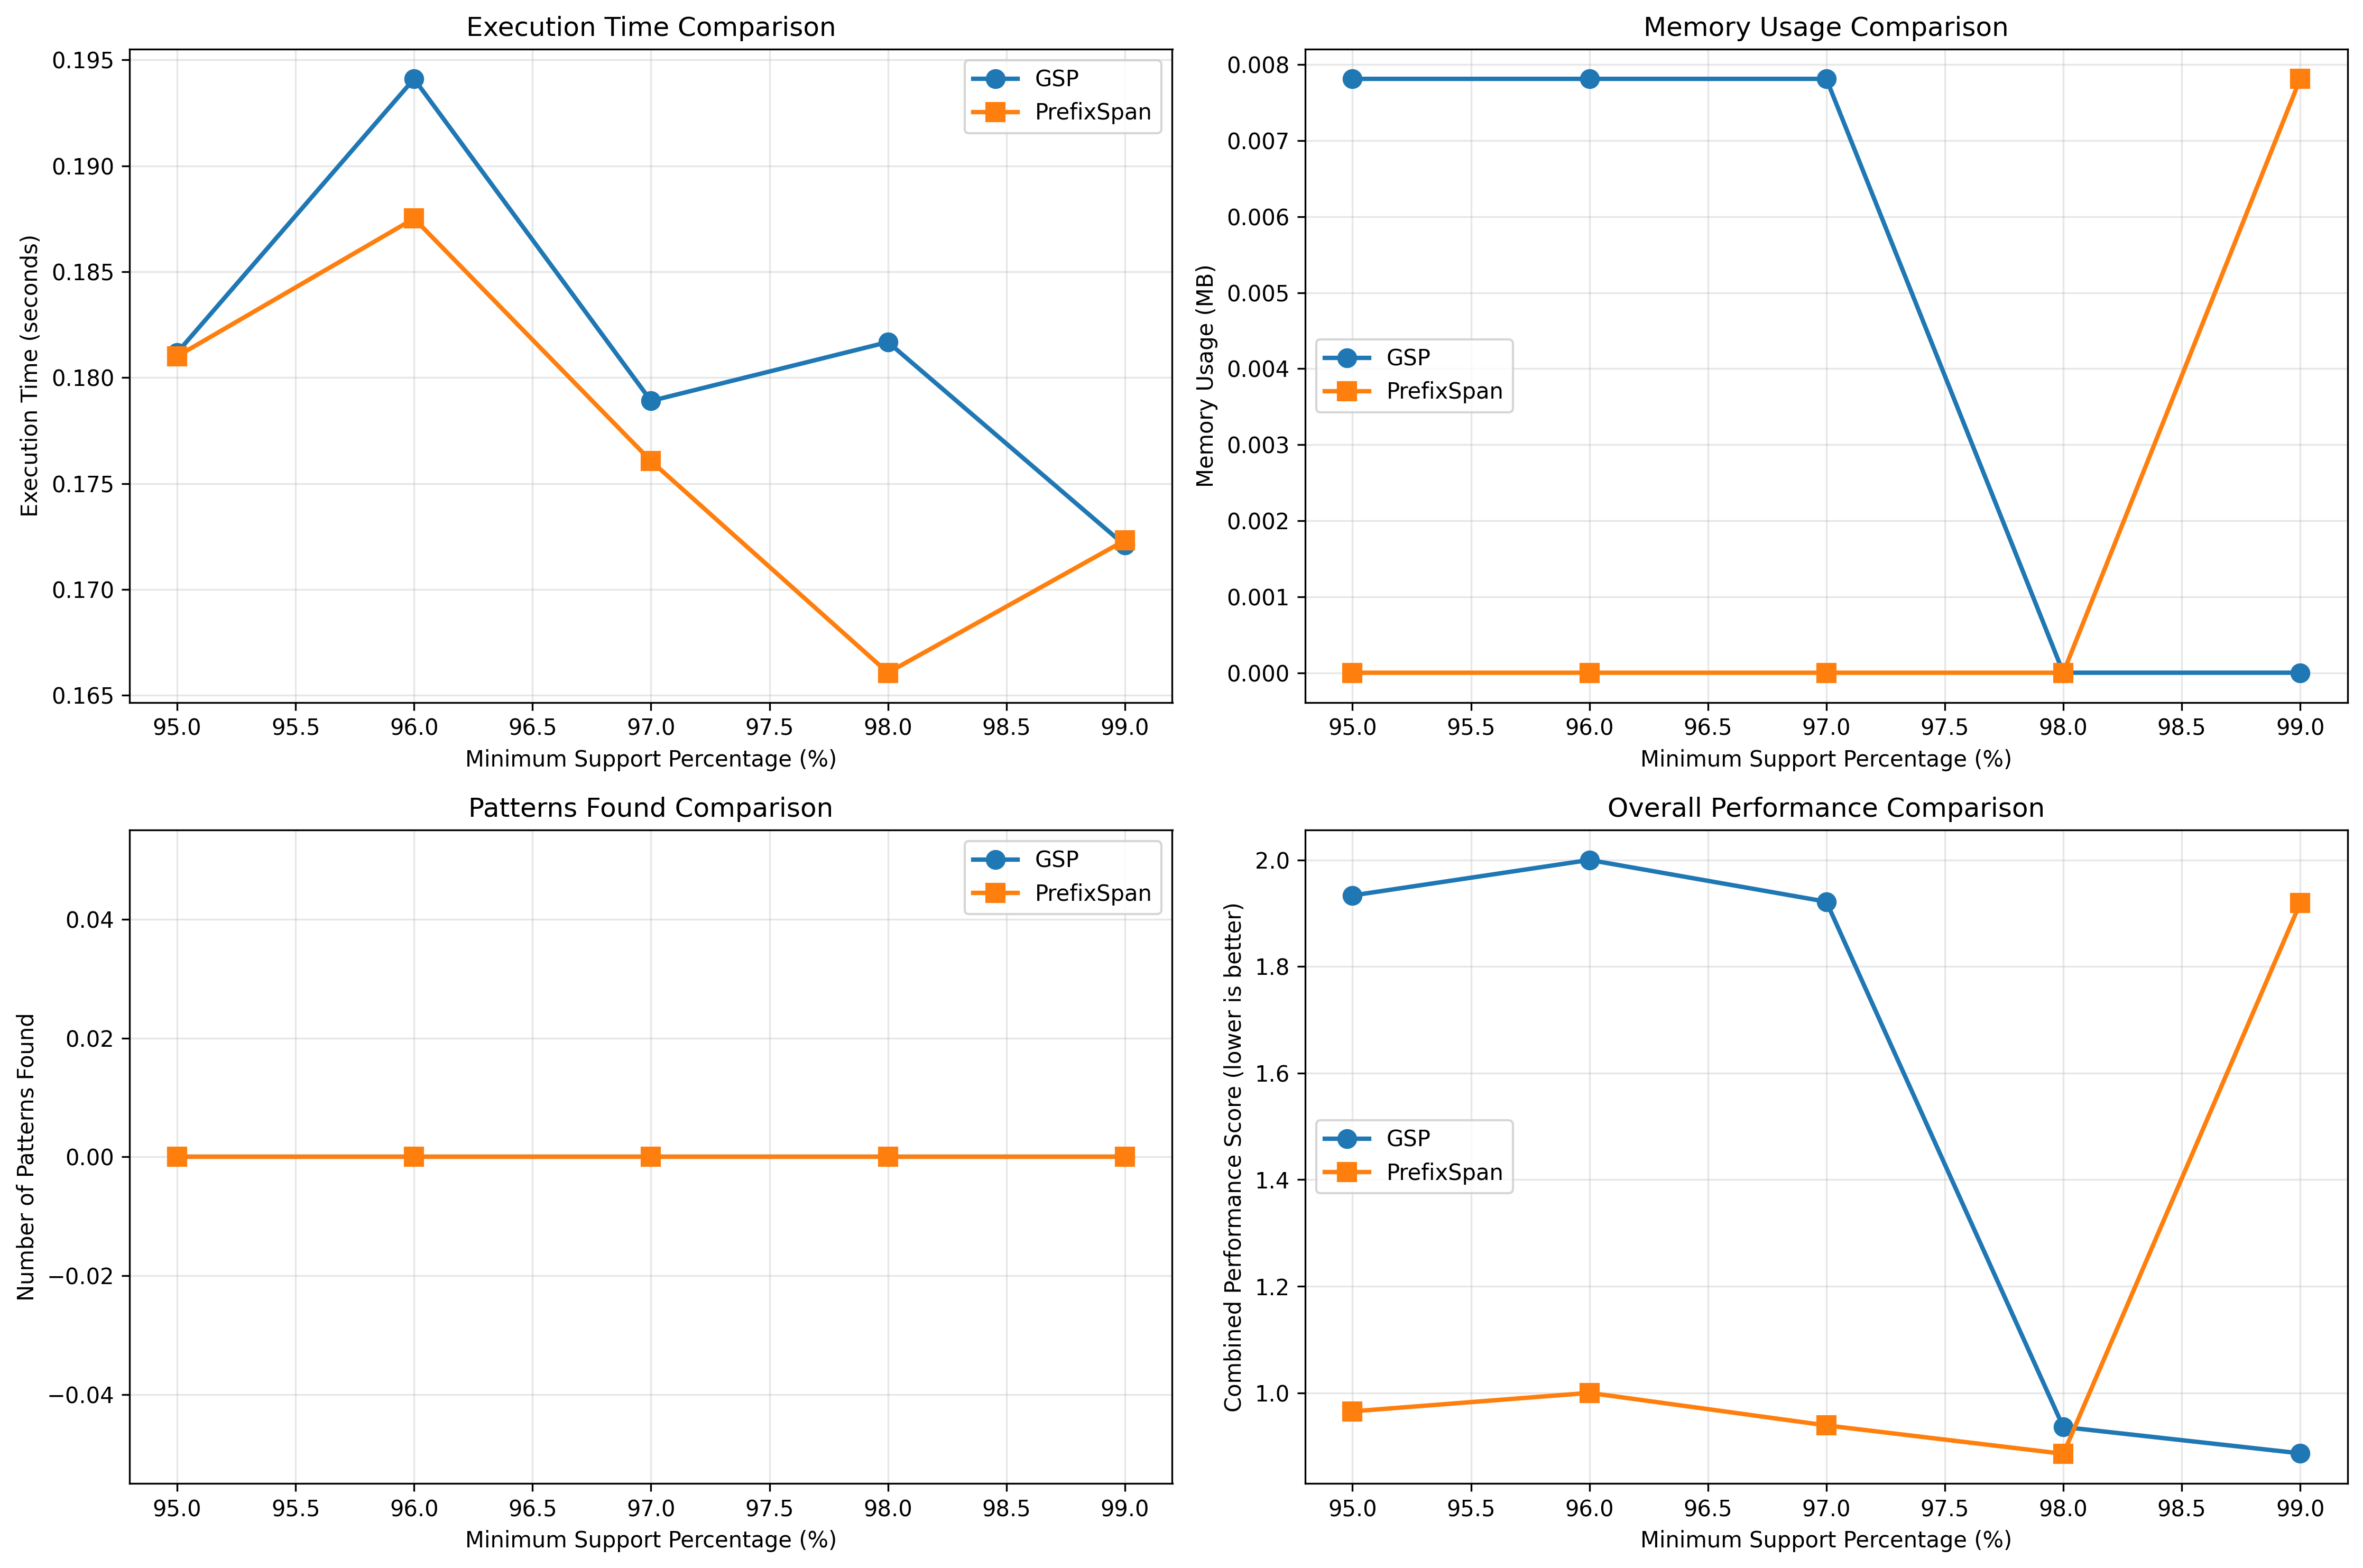 Execution Time Comparison
Execution Time (seconds)
0.195
0.190
0.185
0.180
0.175
0.170
0.165
GSP
PrefixSpan
95.0 95.5 96.0 96.5 97.0 97.5 98.0 98.5 99.0
Minimum Support Percentage (%)
Memory Usage Comparison
Memory Usage (MB)
0.008
0.007
0.006
0.005
0.004
0.003
0.002
0.001
0.000
GSP
PrefixSpan
95.0 95.5 96.0 96.5 97.0 97.5 98.0 98.5 99.0
Minimum Support Percentage (%)
Patterns Found Comparison
Number of Patterns Found
0.04
0.02
0.00
−0.02
−0.04
GSP
PrefixSpan
95.0 95.5 96.0 96.5 97.0 97.5 98.0 98.5 99.0
Minimum Support Percentage (%)
Overall Performance Comparison
Combined Performance Score (lower is better)
2.0
1.8
1.6
1.4
1.2
1.0
GSP
PrefixSpan
95.0 95.5 96.0 96.5 97.0 97.5 98.0 98.5 99.0
Minimum Support Percentage (%)